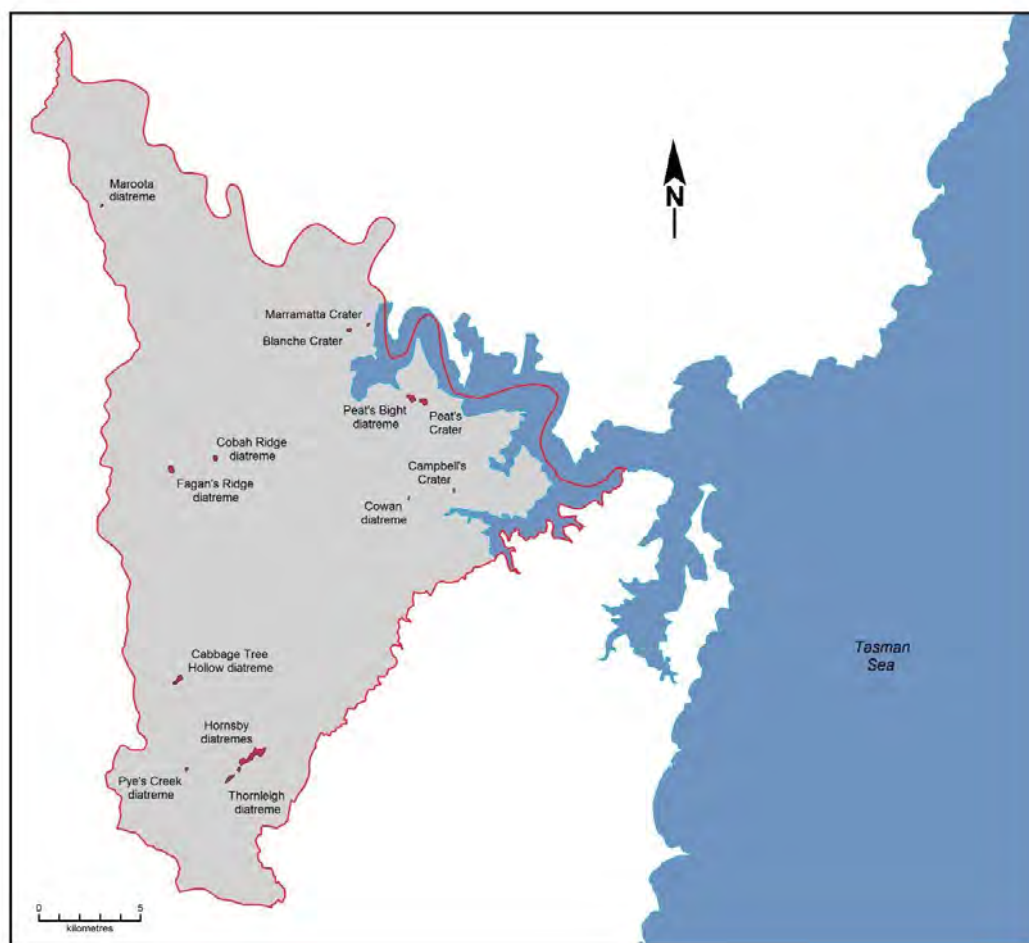 Maroota
diatreme
N
Marramatta Crater
Blanche Crater
Peat's Bight
diatreme
Peat's
Crater
Cobah Ridge
diatreme
Fagan's Ridge
diatreme
Campbell's
Crater
Cowan
diatreme
Tasman
Sea
Cabbage Tree
Hollow diatreme
Hornsby
diatremes
Pye's Creek
diatreme
Thornleigh
diatreme
0 5
kilometres